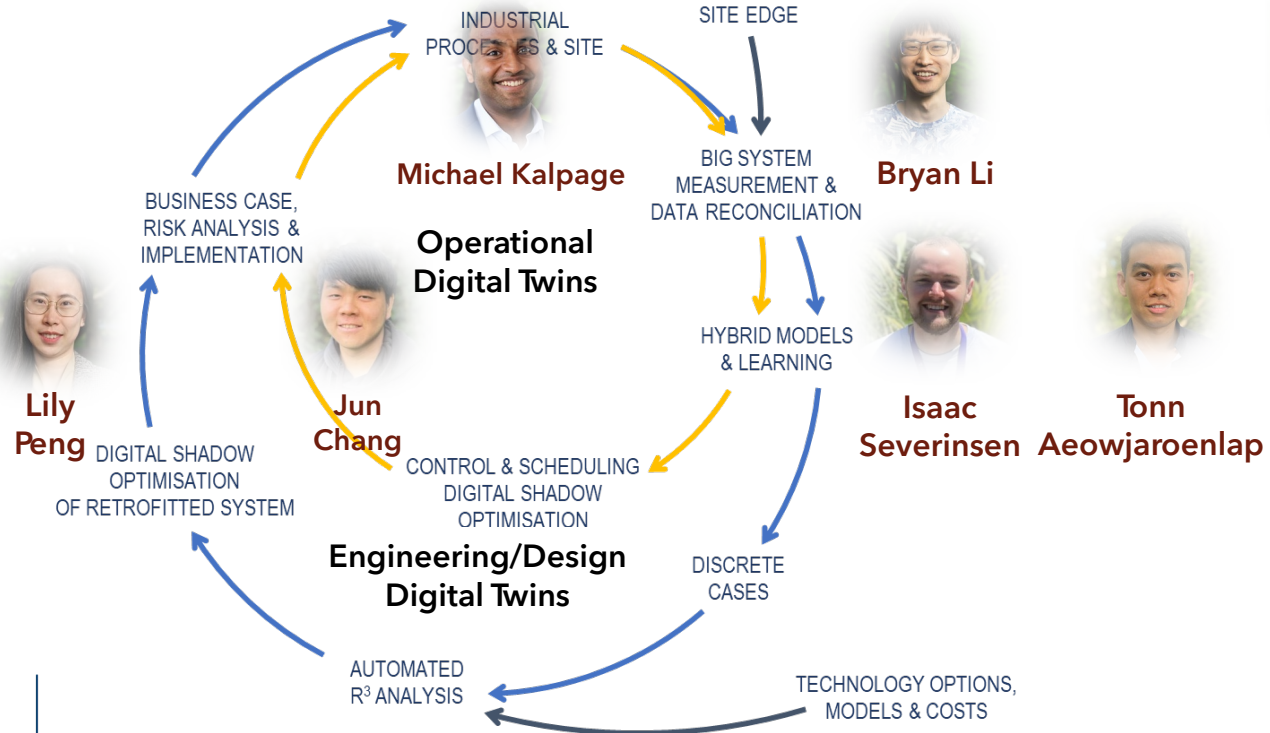 INDUSTRIAL
PROCESSES & SITE
SITE EDGE
Michael Kalpage
BIG SYSTEM
MEASUREMENT &
DATA RECONCILIATION
Bryan Li
BUSINESS CASE,
RISK ANALYSIS &
IMPLEMENTATION
Operational
Digital Twins
HYBRID MODELS
& LEARNING
Lily
Peng
Jun
Chang
Isaac
Severinsen
Tonn
Aeowjaroenlap
DIGITAL SHADOW
OPTIMISATION
OF RETROFITTED SYSTEM
CONTROL & SCHEDULING
DIGITAL SHADOW
OPTIMISATION
Engineering/Design
Digital Twins
DISCRETE
CASES
AUTOMATED
R³ ANALYSIS
TECHNOLOGY OPTIONS,
MODELS & COSTS